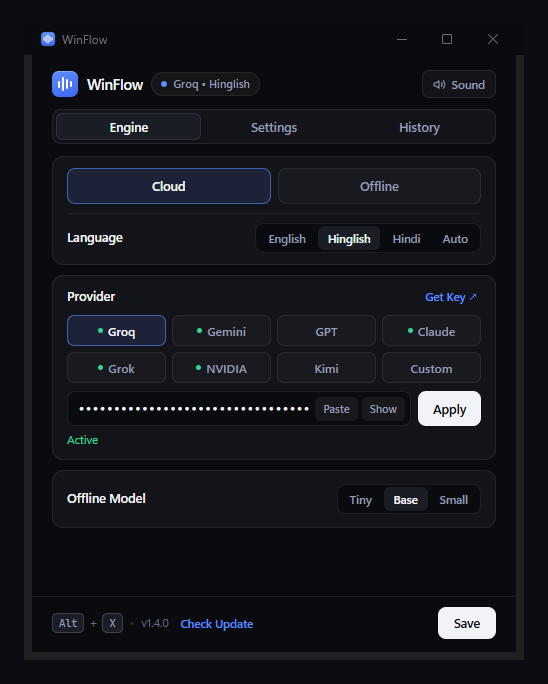 WinFlow
WinFlow Groq • Hinglish Sound
Engine Settings History
Cloud Offline
Language English Hinglish Hindi Auto
Provider Get Key ↗
Groq Gemini GPT Claude
Grok NVIDIA Kimi Custom
•••••••••••••••••••••••••••••••• Paste Show Apply
Active
Offline Model Tiny Base Small
Alt + X • v1.4.0 Check Update Save